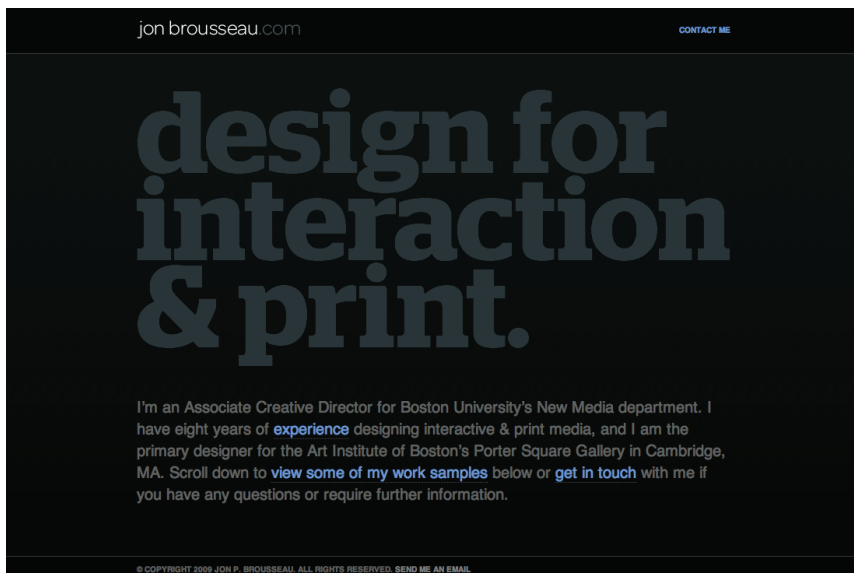 jon brousseau.com
CONTACT ME
design for
interaction
& print.
I'm an Associate Creative Director for Boston University's New Media department. I
have eight years of experience designing interactive & print media, and I am the
primary designer for the Art Institute of Boston's Porter Square Gallery in Cambridge,
MA. Scroll down to view some of my work samples below or get in touch with me if
you have any questions or require further information.
© COPYRIGHT 2009 JON P. BROUSSEAU. ALL RIGHTS RESERVED. SEND ME AN EMAIL